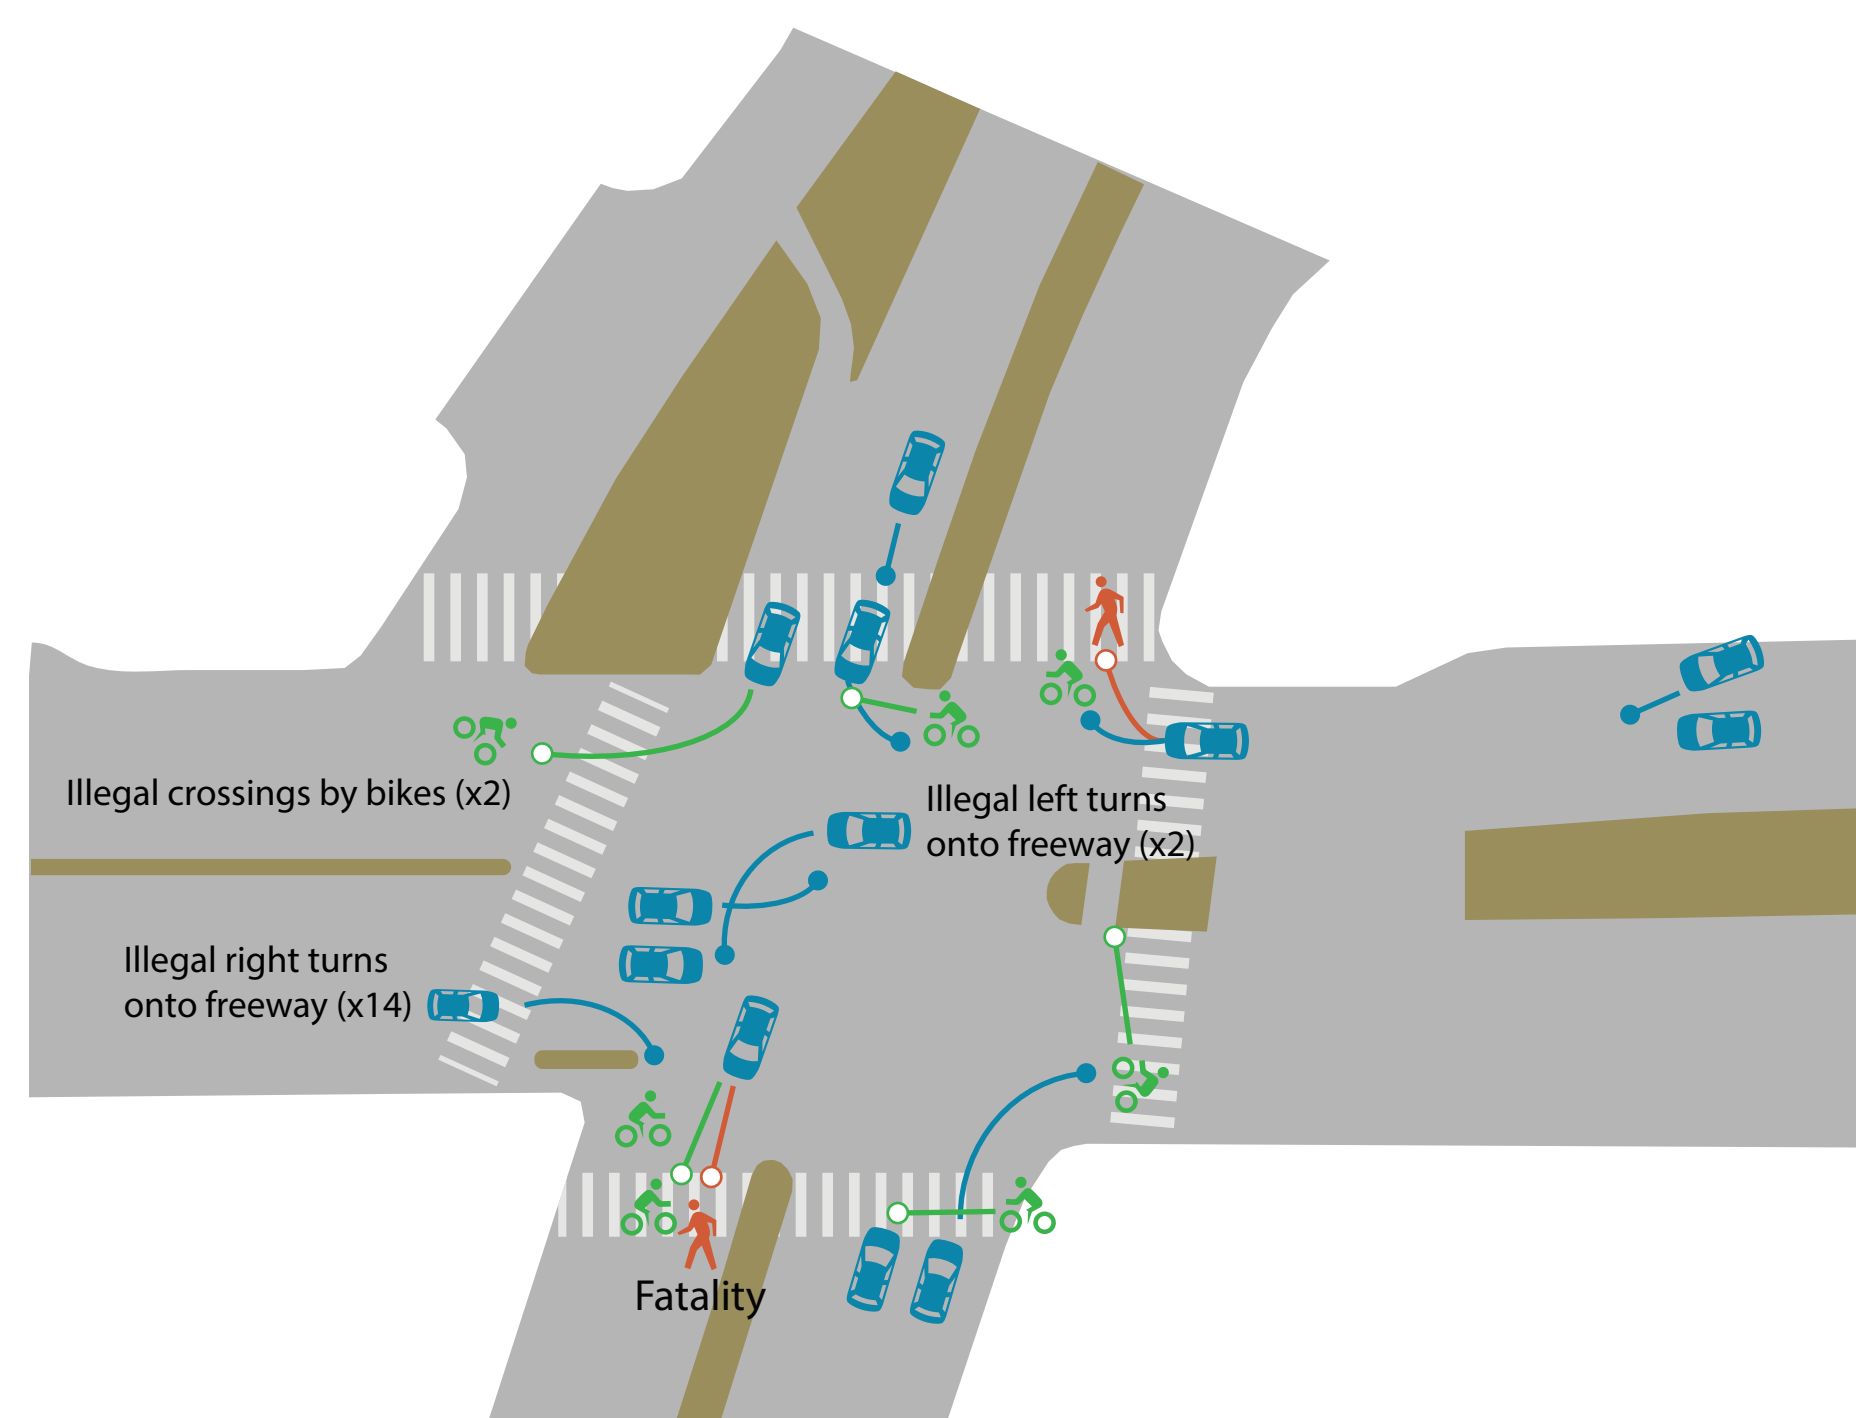 Illegal crossings by bikes (x2)
Illegal left turns
onto freeway (x2)
Illegal right turns
onto freeway (x14)
Fatality